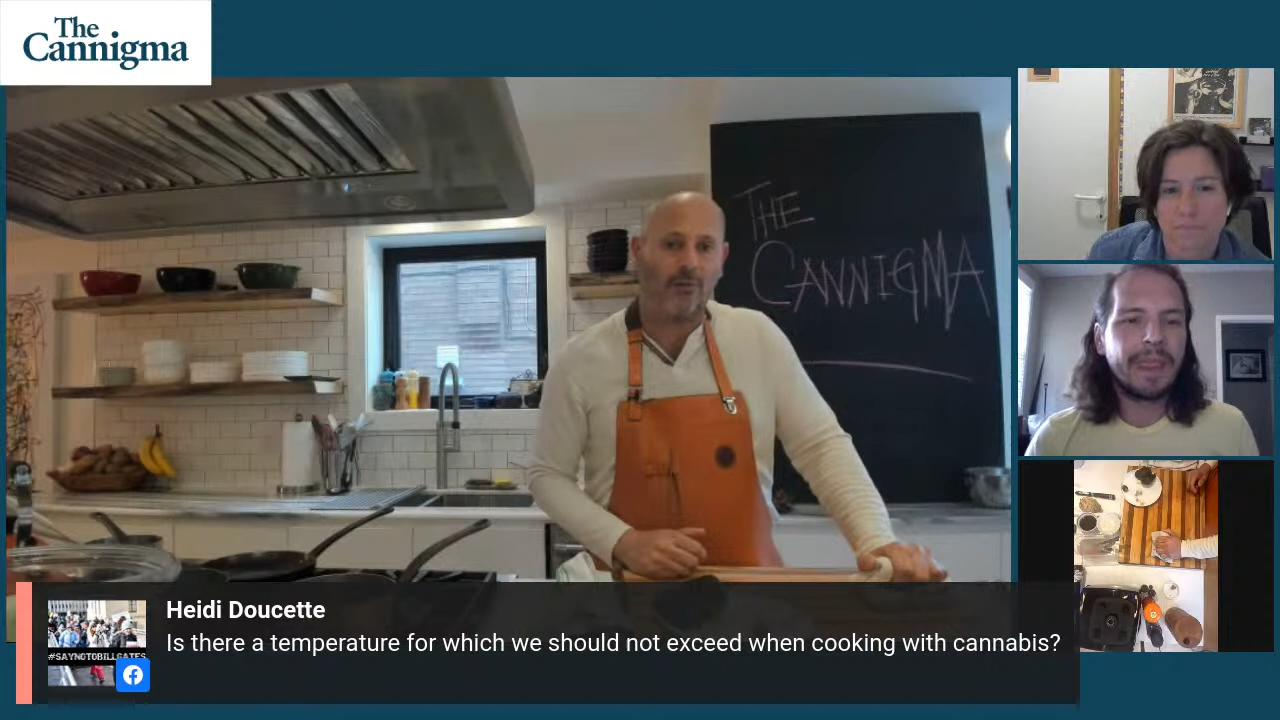 The
Cannigma
THE
CANNIGMA
Heidi Doucette
Is there a temperature for which we should not exceed when cooking with cannabis?
#SAYNOTOBILLGATES